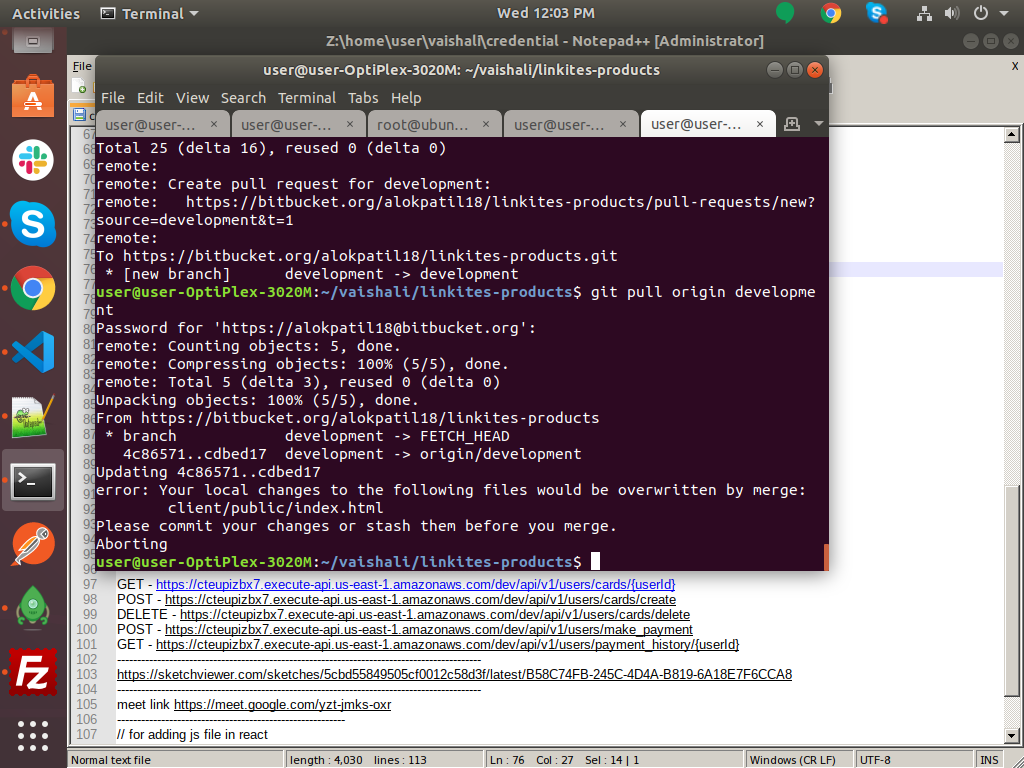 Activities
Terminal
Wed 12:03 PM
Z:\home\user\vaishali\credential - Notepad++ [Administrator]
File
X
user@user-OptiPlex-3020M: ~/vaishali/linkites-products
File Edit View Search Terminal Tabs Help
user@user-... × user@user-... × root@ubun... × user@user-... × user@user-... ×
Total 25 (delta 16), reused 0 (delta 0)
remote:
remote: Create pull request for development:
remote:   https://bitbucket.org/alokpatil18/linkites-products/pull-requests/new?
source=development&t=1
remote:
To https://bitbucket.org/alokpatil18/linkites-products.git
 * [new branch]      development -> development
user@user-OptiPlex-3020M:~/vaishali/linkites-products$ git pull origin developme
nt
Password for 'https://alokpatil18@bitbucket.org':
remote: Counting objects: 5, done.
remote: Compressing objects: 100% (5/5), done.
remote: Total 5 (delta 3), reused 0 (delta 0)
Unpacking objects: 100% (5/5), done.
From https://bitbucket.org/alokpatil18/linkites-products
 * branch            development -> FETCH_HEAD
   4c86571..cdbed17  development -> origin/development
Updating 4c86571..cdbed17
error: Your local changes to the following files would be overwritten by merge:
        client/public/index.html
Please commit your changes or stash them before you merge.
Aborting
user@user-OptiPlex-3020M:~/vaishali/linkites-products$
97 GET - https://cteupizbx7.execute-api.us-east-1.amazonaws.com/dev/api/v1/users/cards/{userId}
98 POST - https://cteupizbx7.execute-api.us-east-1.amazonaws.com/dev/api/v1/users/cards/create
99 DELETE - https://cteupizbx7.execute-api.us-east-1.amazonaws.com/dev/api/v1/users/cards/delete
100 POST - https://cteupizbx7.execute-api.us-east-1.amazonaws.com/dev/api/v1/users/make_payment
101 GET - https://cteupizbx7.execute-api.us-east-1.amazonaws.com/dev/api/v1/users/payment_history/{userId}
102 ------------------------------------------------------------
103 https://sketchviewer.com/sketches/5cbd55849505cf0012c58d3f/latest/B58C74FB-245C-4D4A-B819-6A18E7F6CCA8
104 ------------------------------------------------------------
105 meet link https://meet.google.com/yzt-jmks-oxr
106 ---------------------------------------------
107 // for adding js file in react
Normal text file length : 4,030 lines : 113 Ln : 76 Col : 27 Sel : 14 | 1 Windows (CR LF) UTF-8 INS